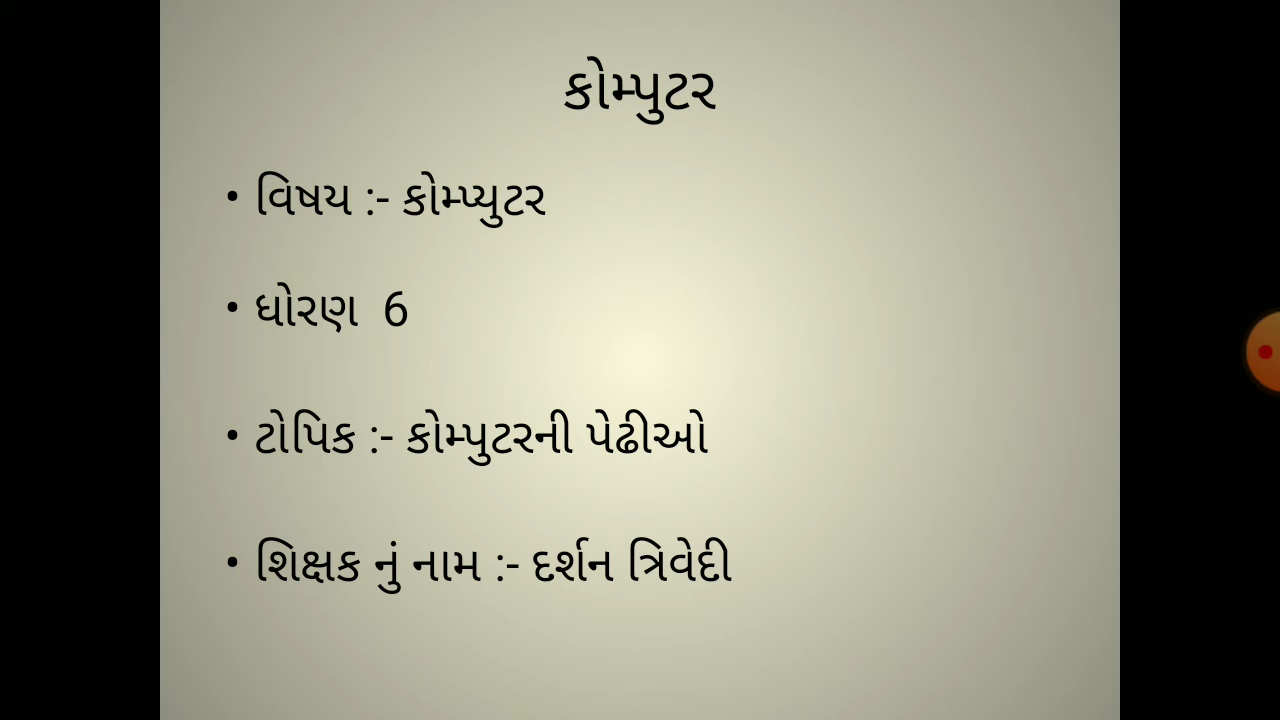 કોમ્પુટર
• વિષય :- કોમ્પ્યુટર
• ધોરણ 6
• ટોપિક :- કોમ્પુટરની પેઢીઓ
• શિક્ષક નું નામ :- દર્શન ત્રિવેદી